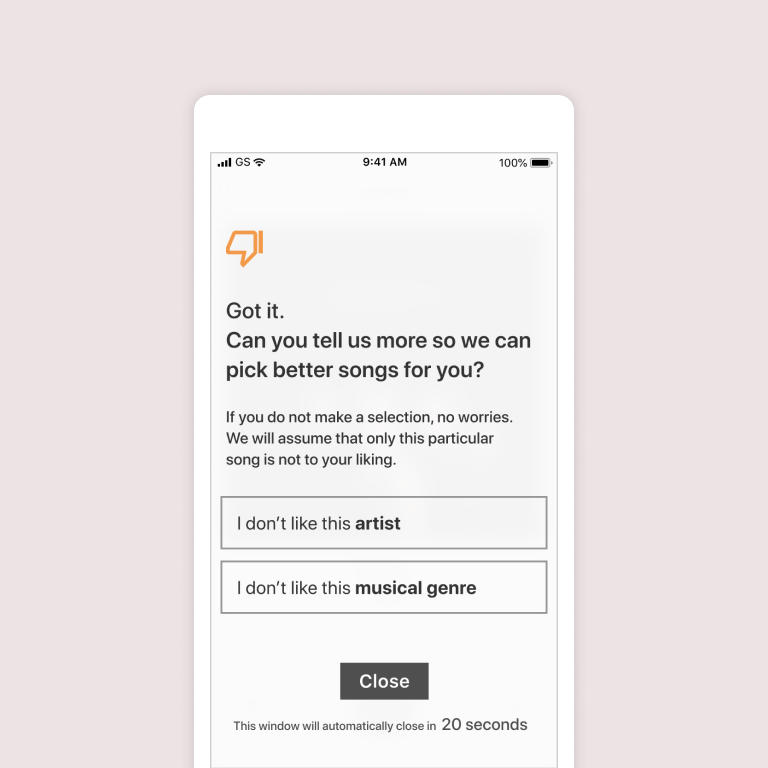 GS 9:41 AM 100%
Got it.
Can you tell us more so we can
pick better songs for you?
If you do not make a selection, no worries.
We will assume that only this particular
song is not to your liking.
I don’t like this artist
I don’t like this musical genre
Close
This window will automatically close in 20 seconds